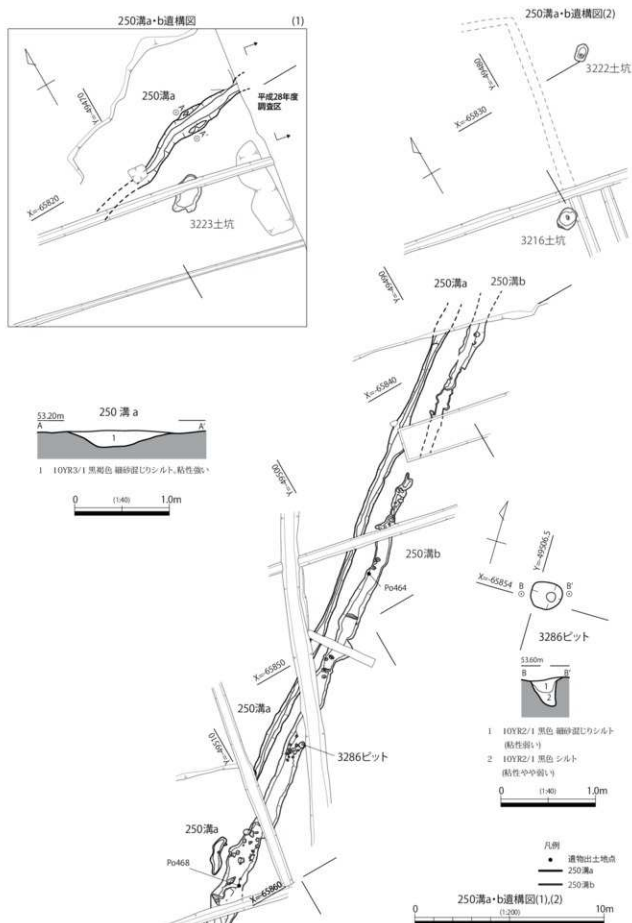 250溝a・b遺構図 (1)
250溝a
平成28年度
調査区
Y=-49470
A
A'
X=-65820
3223土坑
250溝a・b遺構図(2)
Y=-49480
3222土坑
X=-65830
3216土坑
Y=-49490
250溝a 250溝b
X=-65840
250 溝 a
53.20m
A A'
1
1 10YR3/1 黒褐色 細砂混じりシルト、粘性強い
0 (1:40) 1.0m
Y=-49500
250溝b
Po464
X=-65850
250溝a
Y=-49510
3286ピット
250溝a
Po468
X=-65860
Y=-49506.5
X=-65854
B B'
3286ピット
53.60m
B B'
1
2
1 10YR2/1 黒色 細砂混じりシルト
(粘性弱い)
2 10YR2/1 黒色 シルト
(粘性やや弱い)
0 (1:40) 1.0m
凡例
遺物出土地点
250溝a
250溝b
250溝a・b遺構図(1),(2)
0 (1:200) 10m